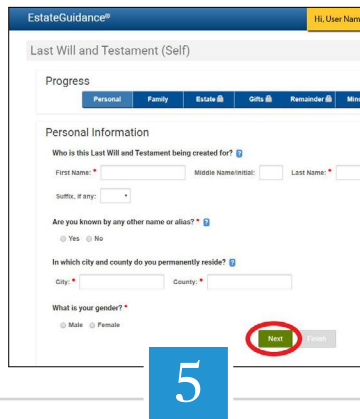 EstateGuidance®
Hi, User Nam
Last Will and Testament (Self)
Progress
Personal Family Estate Gifts Remainder Mino
Personal Information
Who is this Last Will and Testament being created for? ?
First Name: * Middle Name/Initial: Last Name: *
Suffix, if any:
Are you known by any other name or alias? * ?
Yes No
In which city and county do you permanently reside? ?
City: * County: *
What is your gender? *
Male Female
Next Finish
5